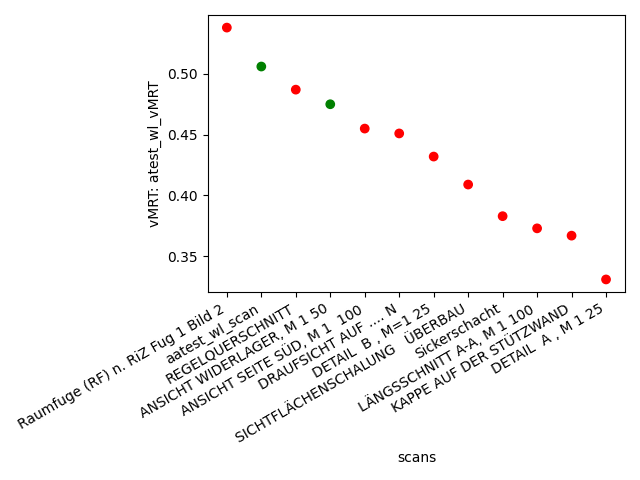 0.50
0.45
0.40
0.35
vMRT: atest_wl_vMRT
Raumfuge (RF) n. RiZ Fug 1 Bild 2
aatest_wl_scan
REGELQUERSCHNITT
ANSICHT WIDERLAGER, M 1 50
ANSICHT SEITE SÜD, M 1  100
DRAUFSICHT AUF .... N
DETAIL  B , M=1 25
SICHTFLÄCHENSCHALUNG   ÜBERBAU
Sickerschacht
LÄNGSSCHNITT A-A, M 1 100
KAPPE AUF DER STÜTZWAND
DETAIL  A , M 1 25
scans